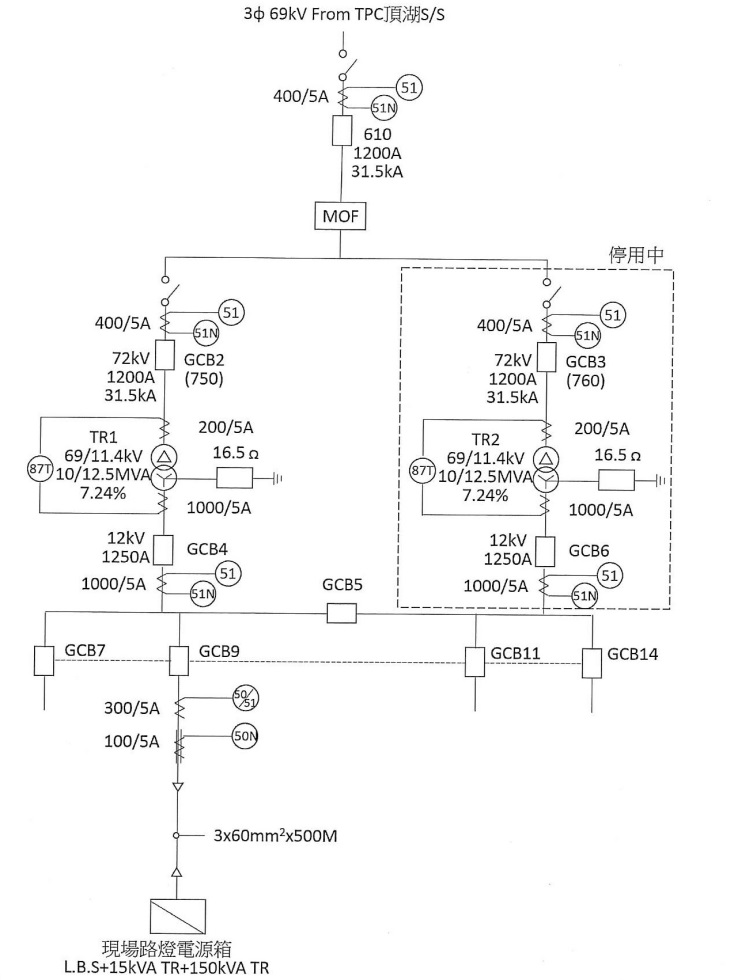 3ϕ 69kV From TPC頂湖S/S
400/5A
51
51N
610
1200A
31.5kA
MOF
停用中
400/5A
51
51N
72kV
1200A
31.5kA
GCB2
(750)
200/5A
87T
TR1
69/11.4kV
10/12.5MVA
7.24%
16.5 Ω
1000/5A
12kV
1250A
GCB4
1000/5A
51
51N
400/5A
51
51N
72kV
1200A
31.5kA
GCB3
(760)
200/5A
87T
TR2
69/11.4kV
10/12.5MVA
7.24%
16.5 Ω
1000/5A
12kV
1250A
GCB6
1000/5A
51
51N
GCB5
GCB7
GCB9
GCB11
GCB14
300/5A
50/51
100/5A
50N
3x60mm²x500M
現場路燈電源箱
L.B.S+15kVA TR+150kVA TR